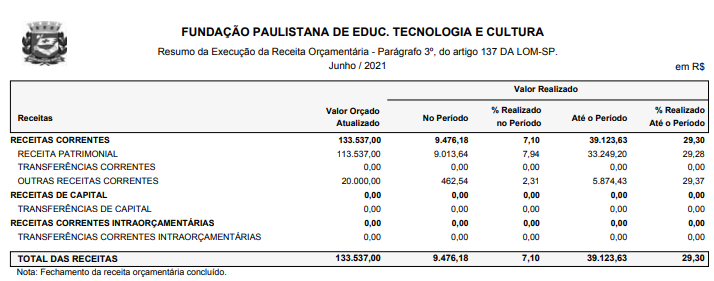 FUNDAÇÃO PAULISTANA DE EDUC. TECNOLOGIA E CULTURA
Resumo da Execução da Receita Orçamentária - Parágrafo 3º, do artigo 137 DA LOM-SP.
Junho / 2021
em R$
Valor Realizado
Receitas Valor Orçado Atualizado No Período % Realizado no Período Até o Período % Realizado Até o Período
RECEITAS CORRENTES 133.537,00 9.476,18 7,10 39.123,63 29,30
RECEITA PATRIMONIAL 113.537,00 9.013,64 7,94 33.249,20 29,28
TRANSFERÊNCIAS CORRENTES 0,00 0,00 0,00 0,00 0,00
OUTRAS RECEITAS CORRENTES 20.000,00 462,54 2,31 5.874,43 29,37
RECEITAS DE CAPITAL 0,00 0,00 0,00 0,00 0,00
TRANSFERÊNCIAS DE CAPITAL 0,00 0,00 0,00 0,00 0,00
RECEITAS CORRENTES INTRAORÇAMENTÁRIAS 0,00 0,00 0,00 0,00 0,00
TRANSFERÊNCIAS CORRENTES INTRAORÇAMENTÁRIAS 0,00 0,00 0,00 0,00 0,00
TOTAL DAS RECEITAS 133.537,00 9.476,18 7,10 39.123,63 29,30
Nota: Fechamento da receita orçamentária concluído.